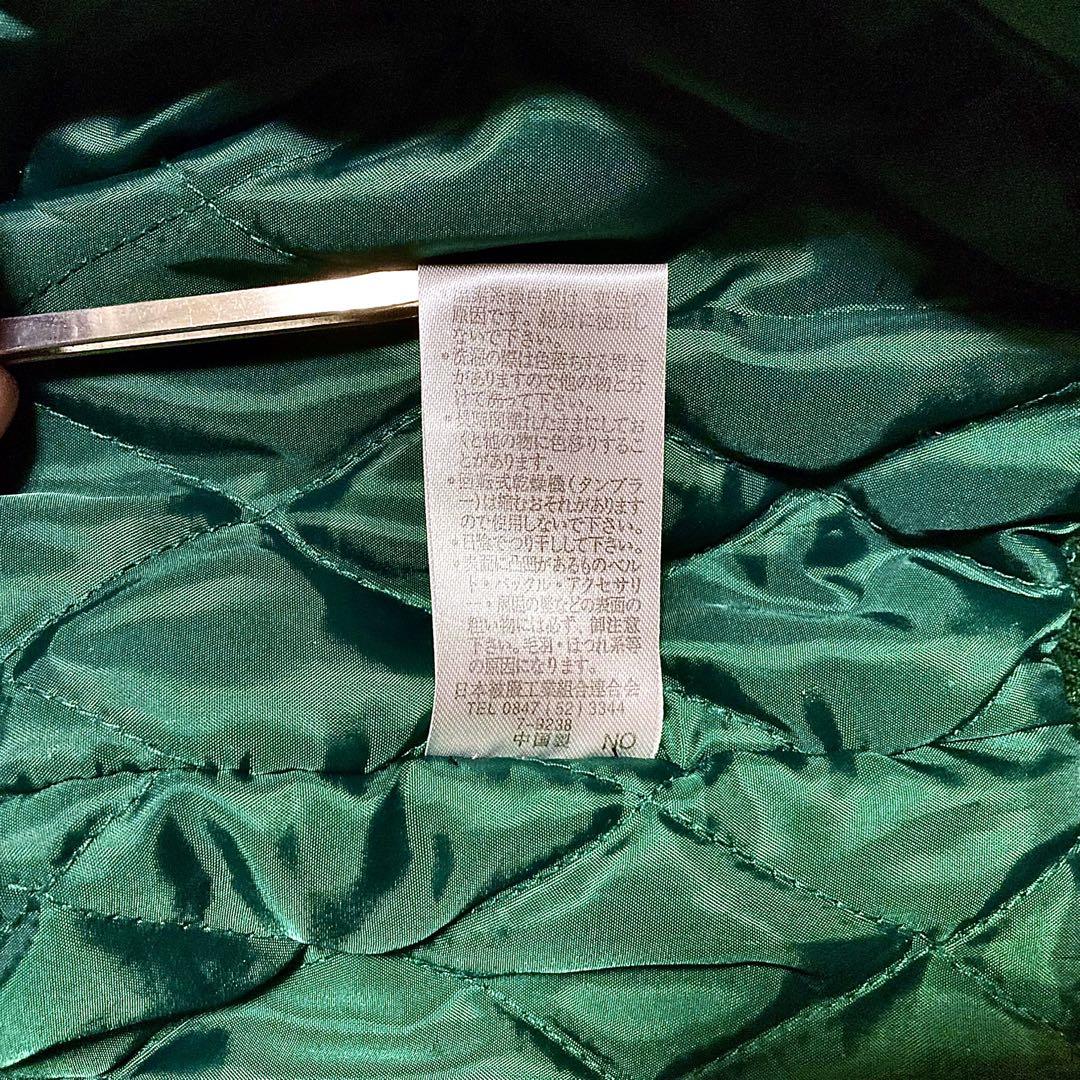 原因です。絶対に使用し
ないで下さい。
*洗濯の際は色落ちする場合
がありますので他の物と分
けて洗って下さい。
*長時間湿したままにしてお
くと他の物に色移りするこ
とがあります。
*回転式乾燥機(タンブラ
ー)は縮むおそれがあります
ので使用しないで下さい。
*日陰でつり干しして下さい。
*表面に凸凹があるものベル
ト・バックル・アクセサリ
ー・部屋の壁などの表面の
粗い物には必ず、御注意
下さい。毛羽・ほつれ糸等
の原因になります。
日本被服工業組合連合会
TEL 0847(52)3344
7-9238
中国製 NO